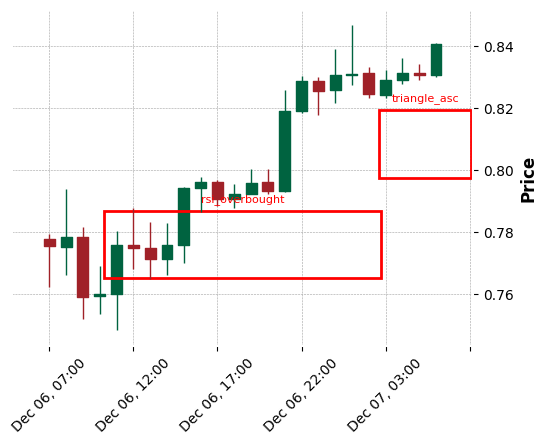 0.84
triangle_asc
0.82
0.80
rsi_overbought
0.78
0.76
Price
Dec 06, 07:00
Dec 06, 12:00
Dec 06, 17:00
Dec 06, 22:00
Dec 07, 03:00